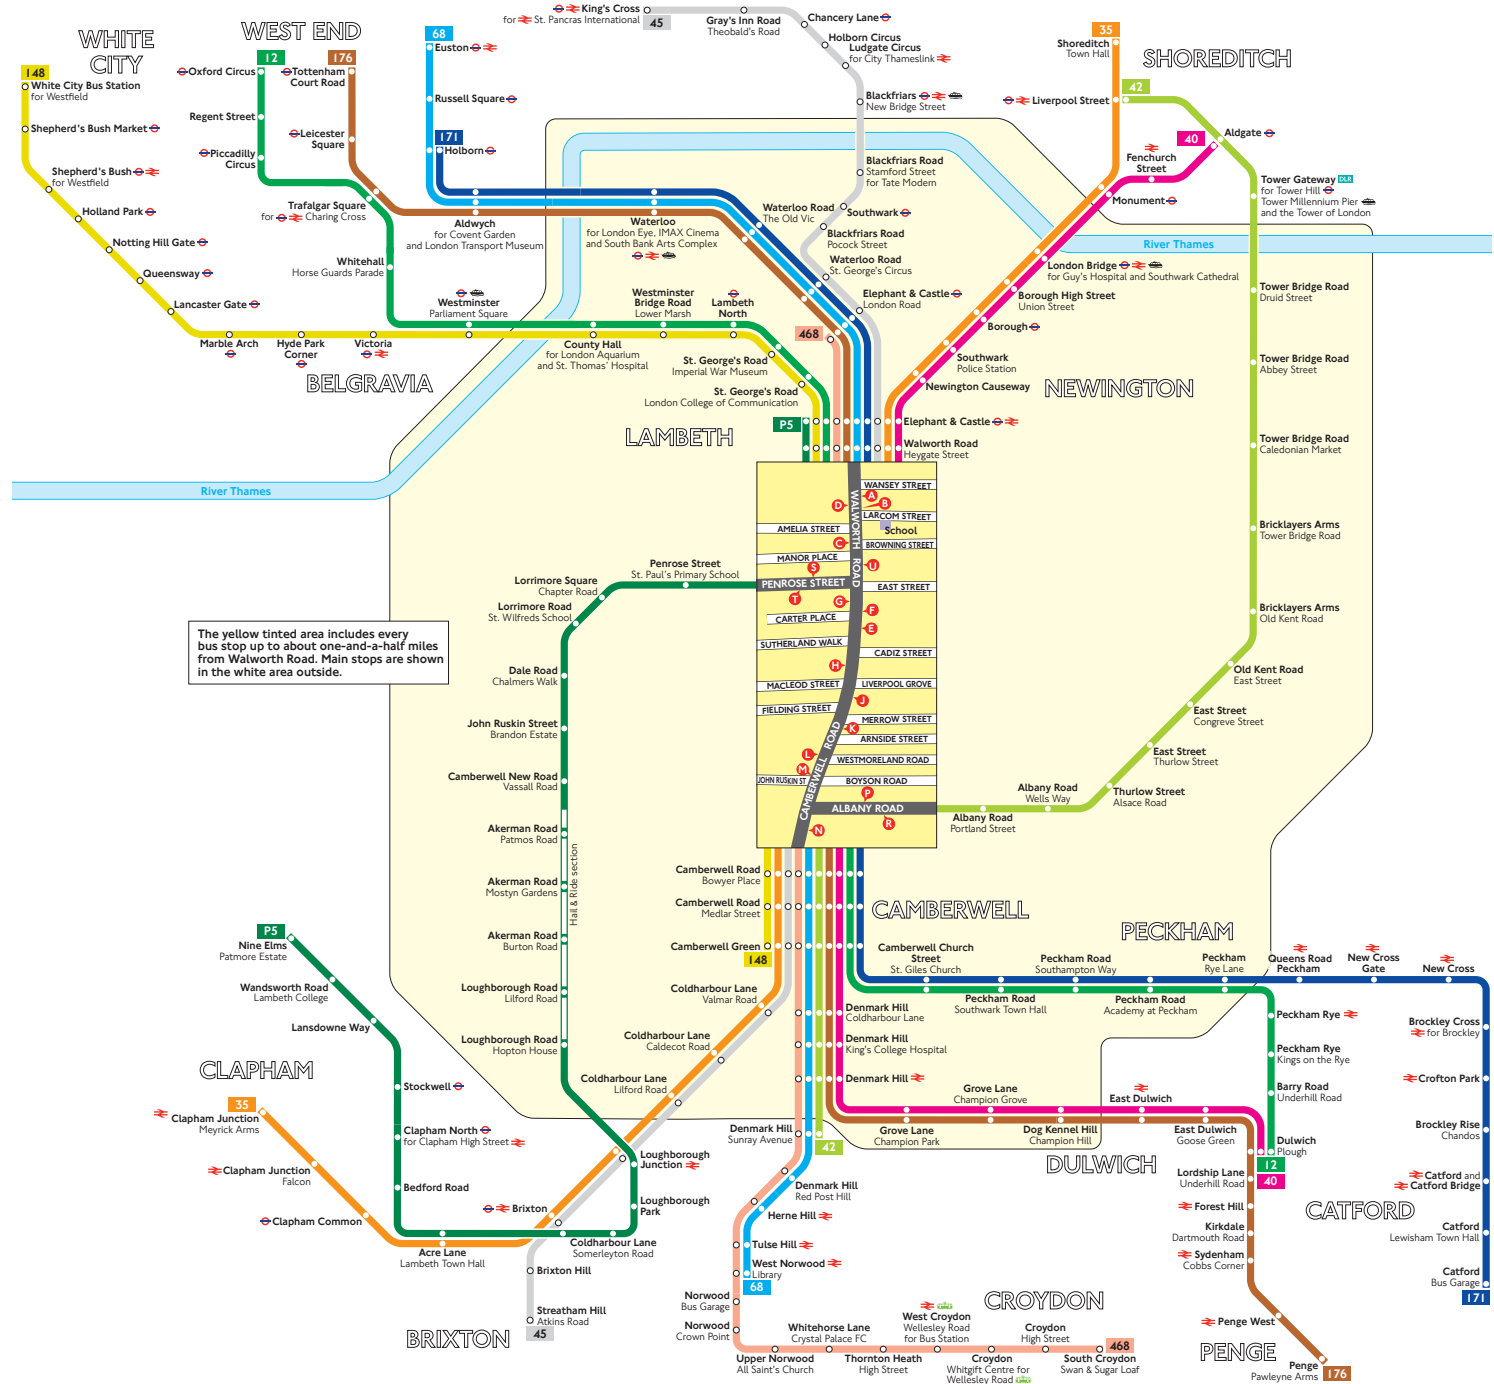 WHITE
CITY
148
White City Bus Station
for Westfield
Shepherd's Bush Market
Shepherd's Bush
for Westfield
Holland Park
Notting Hill Gate
Queensway
Lancaster Gate
Marble Arch
Hyde Park
Corner
Victoria
BELGRAVIA
WEST END
12
Oxford Circus
Regent Street
Piccadilly
Circus
Trafalgar Square
for Charing Cross
Whitehall
Horse Guards Parade
Westminster
Parliament Square
County Hall
for London Aquarium
and St. Thomas' Hospital
Westminster
Bridge Road
Lower Marsh
Lambeth
North
St. George's Road
Imperial War Museum
St. George's Road
London College of Communication
176
Tottenham
Court Road
Leicester
Square
68
Euston
Russell Square
171
Holborn
Aldwych
for Covent Garden
and London Transport Museum
Waterloo
for London Eye, IMAX Cinema
and South Bank Arts Complex
Waterloo Road
The Old Vic
Waterloo Road
St. George's Circus
King's Cross
for St. Pancras International
45
Gray's Inn Road
Theobald's Road
Chancery Lane
Holborn Circus
Ludgate Circus
for City Thameslink
Blackfriars
New Bridge Street
Blackfriars Road
Stamford Street
for Tate Modern
Southwark
Blackfriars Road
Pocock Street
Elephant & Castle
London Road
468
P5
Elephant & Castle
Walworth Road
Heygate Street
LAMBETH
35
Shoreditch
Town Hall
SHOREDITCH
42
Liverpool Street
40
Aldgate
Fenchurch
Street
Monument
Tower Gateway DLR
for Tower Hill
Tower Millennium Pier
and the Tower of London
River Thames
London Bridge
for Guy's Hospital and Southwark Cathedral
Borough High Street
Union Street
Borough
Southwark
Police Station
Newington Causeway
NEWINGTON
Tower Bridge Road
Druid Street
Tower Bridge Road
Abbey Street
Tower Bridge Road
Caledonian Market
Bricklayers Arms
Tower Bridge Road
Bricklayers Arms
Old Kent Road
Old Kent Road
East Street
East Street
Congreve Street
East Street
Thurlow Street
Thurlow Street
Alsace Road
Albany Road
Wells Way
Albany Road
Portland Street
River Thames
WALWORTH ROAD
WANSEY STREET
A
B
D
LARCOM STREET
School
AMELIA STREET
C
BROWNING STREET
MANOR PLACE
S
U
PENROSE STREET
EAST STREET
T
G
F
CARTER PLACE
E
SUTHERLAND WALK
CADIZ STREET
H
MACLEOD STREET
LIVERPOOL GROVE
J
FIELDING STREET
MERROW STREET
K
ARNSIDE STREET
L
WESTMORELAND ROAD
M
JOHN RUSKIN ST
BOYSON ROAD
P
CAMBERWELL ROAD
ALBANY ROAD
N
R
Penrose Street
St. Paul's Primary School
Lorrimore Square
Chapter Road
Lorrimore Road
St. Wilfreds School
The yellow tinted area includes every
bus stop up to about one-and-a-half miles
from Walworth Road. Main stops are shown
in the white area outside.
Dale Road
Chalmers Walk
John Ruskin Street
Brandon Estate
Camberwell New Road
Vassall Road
Akerman Road
Patmos Road
Akerman Road
Mostyn Gardens
Hail & Ride section
Akerman Road
Burton Road
Loughborough Road
Lilford Road
Loughborough Road
Hopton House
P5
Nine Elms
Patmore Estate
Wandsworth Road
Lambeth College
Lansdowne Way
Stockwell
CLAPHAM
35
Clapham Junction
Meyrick Arms
Clapham Junction
Falcon
Clapham Common
Clapham North
for Clapham High Street
Bedford Road
Acre Lane
Lambeth Town Hall
Brixton
Coldharbour Lane
Somerleyton Road
Loughborough
Junction
Loughborough
Park
Brixton Hill
Streatham Hill
Atkins Road
45
BRIXTON
Camberwell Road
Bowyer Place
Camberwell Road
Medlar Street
Camberwell Green
148
Coldharbour Lane
Valmar Road
Coldharbour Lane
Caldecot Road
Coldharbour Lane
Lilford Road
CAMBERWELL
Camberwell Church
Street
St. Giles Church
Peckham Road
Southampton Way
Peckham Road
Southwark Town Hall
Peckham Road
Academy at Peckham
PECKHAM
Peckham
Rye Lane
Queens Road
Peckham
New Cross
Gate
New Cross
Peckham Rye
Peckham Rye
Kings on the Rye
Barry Road
Underhill Road
Dulwich
Plough
12
40
Brockley Cross
for Brockley
Crofton Park
Brockley Rise
Chandos
Catford and
Catford Bridge
CATFORD
Catford
Lewisham Town Hall
Catford
Bus Garage
171
Denmark Hill
Coldharbour Lane
Denmark Hill
King's College Hospital
Denmark Hill
Denmark Hill
Sunray Avenue
42
Grove Lane
Champion Grove
Grove Lane
Champion Park
Dog Kennel Hill
Champion Hill
East Dulwich
East Dulwich
Goose Green
DULWICH
Lordship Lane
Underhill Road
Forest Hill
Kirkdale
Dartmouth Road
Sydenham
Cobbs Corner
Penge West
PENGE
Penge
Pawleyne Arms
176
Denmark Hill
Red Post Hill
Herne Hill
Tulse Hill
West Norwood
Library
68
Norwood
Bus Garage
Norwood
Crown Point
Upper Norwood
All Saint's Church
Whitehorse Lane
Crystal Palace FC
Thornton Heath
High Street
West Croydon
Wellesley Road
for Bus Station
Croydon
Whitgift Centre for
Wellesley Road
CROYDON
Croydon
High Street
South Croydon
Swan & Sugar Loaf
468